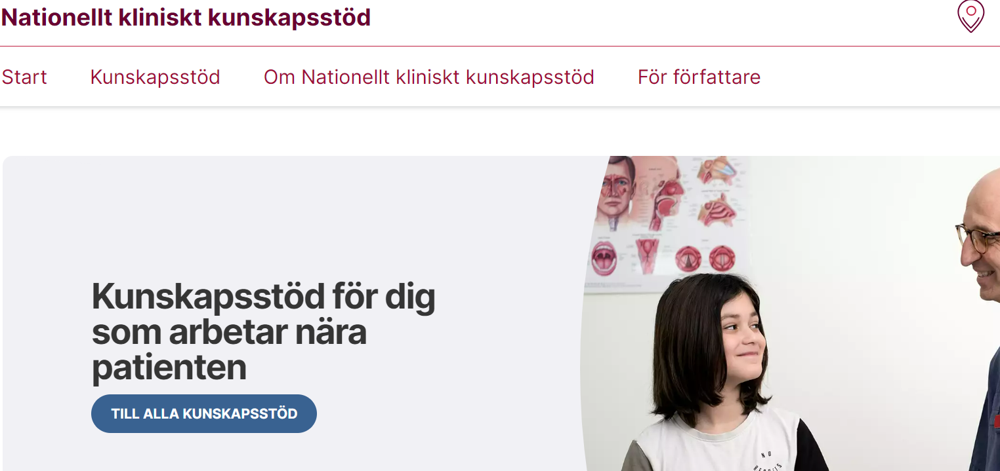 Nationellt kliniskt kunskapsstöd
Start Kunskapsstöd Om Nationellt kliniskt kunskapsstöd För författare
Kunskapsstöd för dig
som arbetar nära
patienten
TILL ALLA KUNSKAPSSTÖD
NO